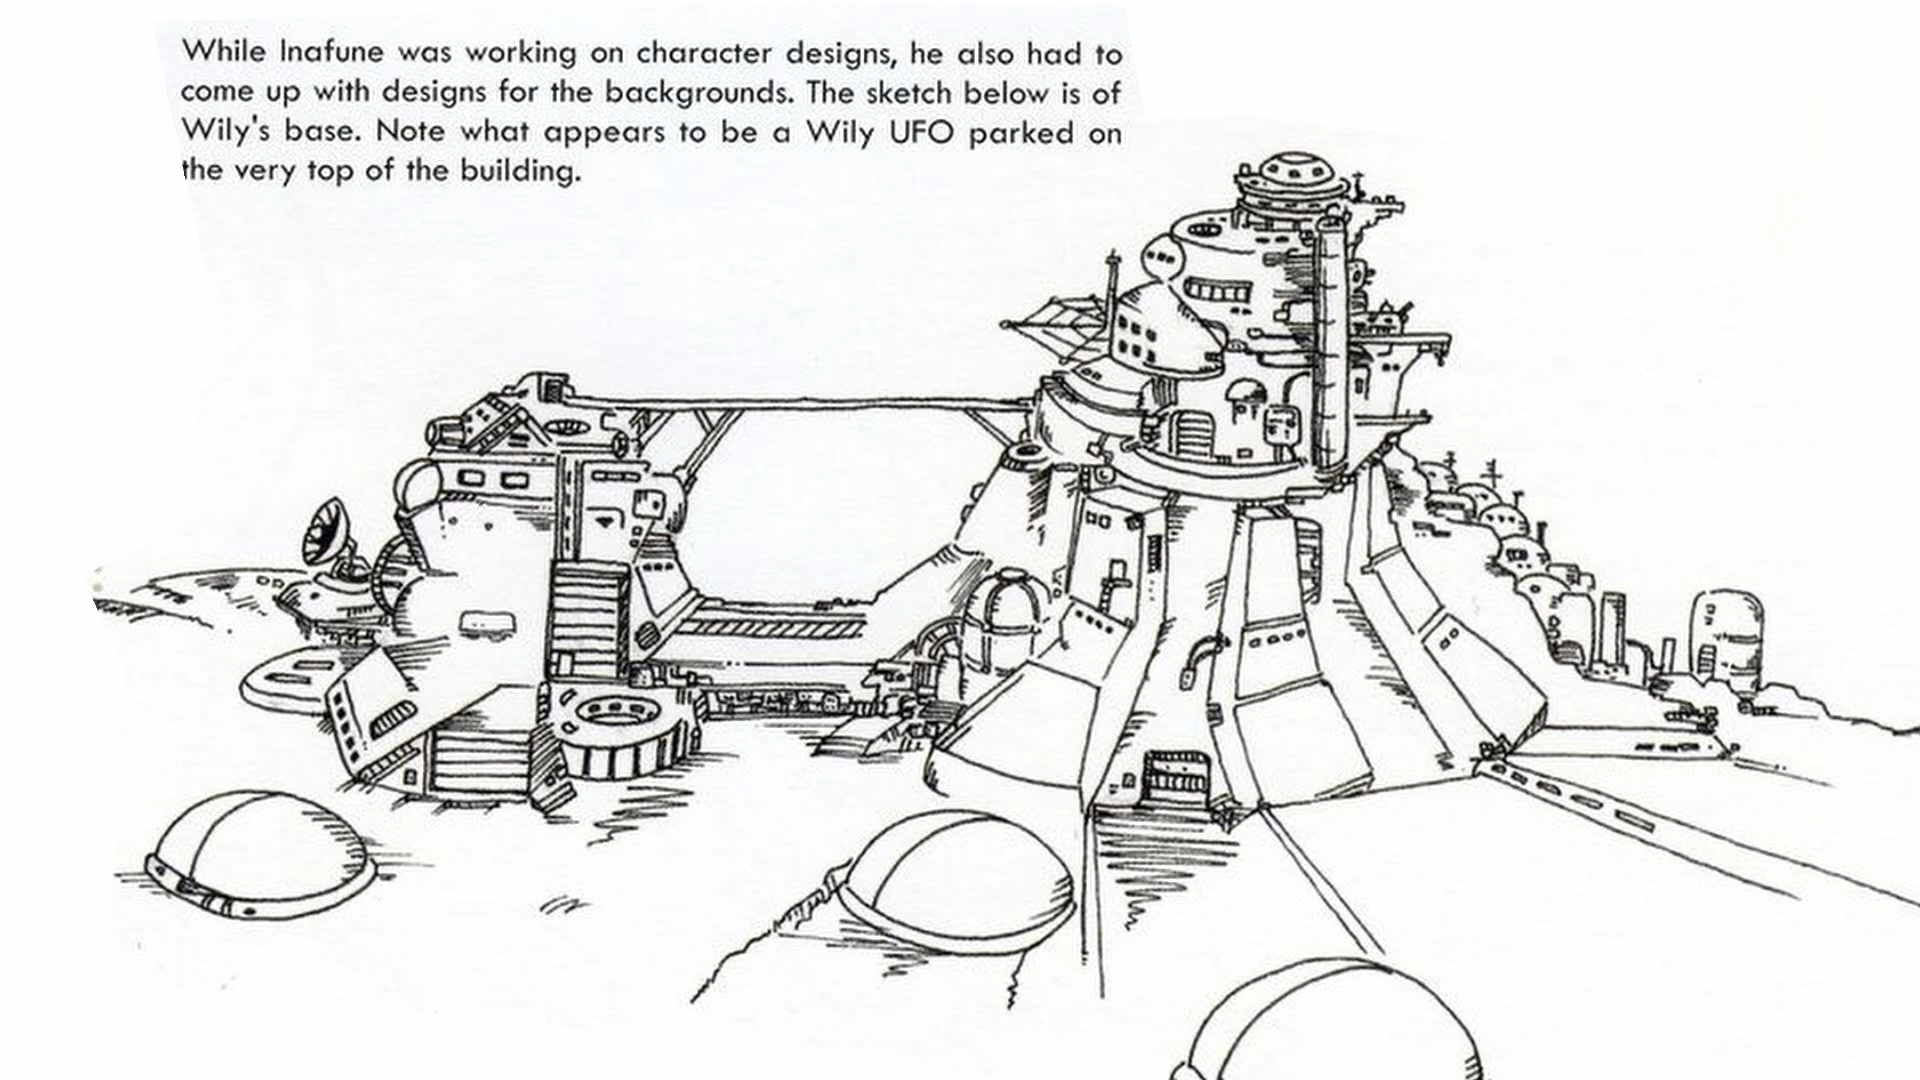 While Inafune was working on character designs, he also had to
come up with designs for the backgrounds. The sketch below is of
Wily's base. Note what appears to be a Wily UFO parked on
the very top of the building.